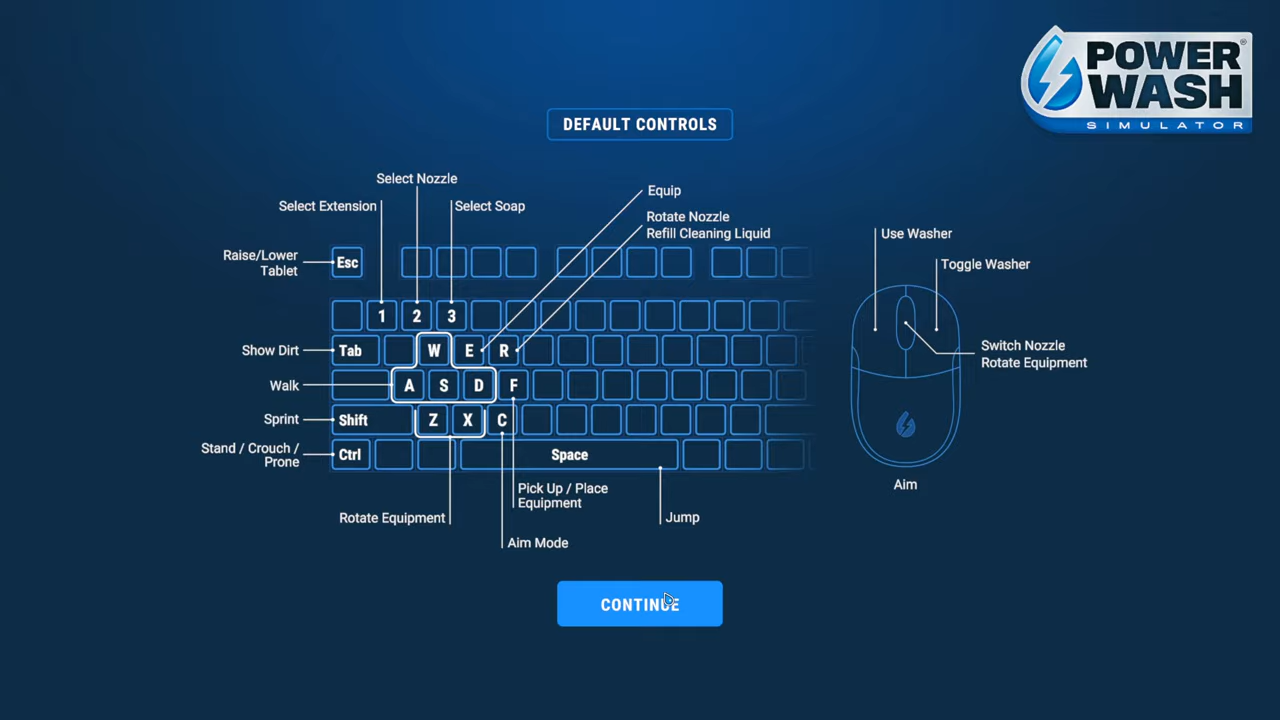 POWER
WASH
SIMULATOR
DEFAULT CONTROLS
Select Nozzle
Select Extension
Select Soap
Equip
Rotate Nozzle
Refill Cleaning Liquid
Use Washer
Toggle Washer
Raise/Lower
Tablet
Esc
1 2 3
Show Dirt
Tab W E R
Switch Nozzle
Rotate Equipment
Walk
A S D F
Sprint
Shift Z X C
Stand / Crouch /
Prone
Ctrl Space
Aim
Pick Up / Place
Equipment
Rotate Equipment
Jump
Aim Mode
CONTINUE